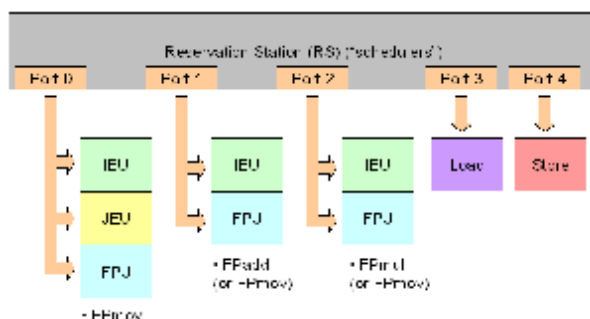 Reservation Station (RS) ("schedulers")
Port 0
Port 1
Port 2
Port 3
Port 4
IEU
IEU
IEU
Load
Store
JEU
FPU
FPU
FPU
• FPadd
(or FPmov)
• FPmul
(or FPmov)
• FPmov